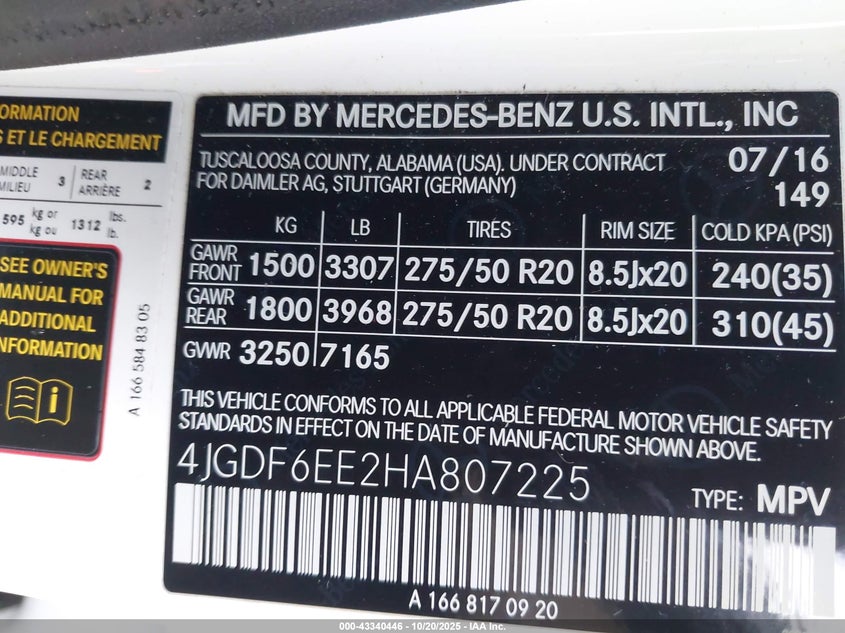 ORMATION
S ET LE CHARGEMENT
MIDDLE
MILIEU
3
REAR
ARRIÈRE
2
595 kg or
kg ou
1312 lbs.
lb.
SEE OWNER'S
MANUAL FOR
ADDITIONAL
INFORMATION
A 166 584 83 05
MFD BY MERCEDES-BENZ U.S. INTL., INC
TUSCALOOSA COUNTY, ALABAMA (USA). UNDER CONTRACT
FOR DAIMLER AG, STUTTGART (GERMANY)
07/16
149
KG LB TIRES RIM SIZE COLD KPA (PSI)
GAWR
FRONT 1500 3307 275/50 R20 8.5Jx20 240(35)
GAWR
REAR 1800 3968 275/50 R20 8.5Jx20 310(45)
GVWR 3250 7165
THIS VEHICLE CONFORMS TO ALL APPLICABLE FEDERAL MOTOR VEHICLE SAFETY
STANDARDS IN EFFECT ON THE DATE OF MANUFACTURE SHOWN ABOVE.
4JGDF6EE2HA807225
TYPE: MPV
A 166 817 09 20
000-43340446 - 10/20/2025 - IAA Inc.